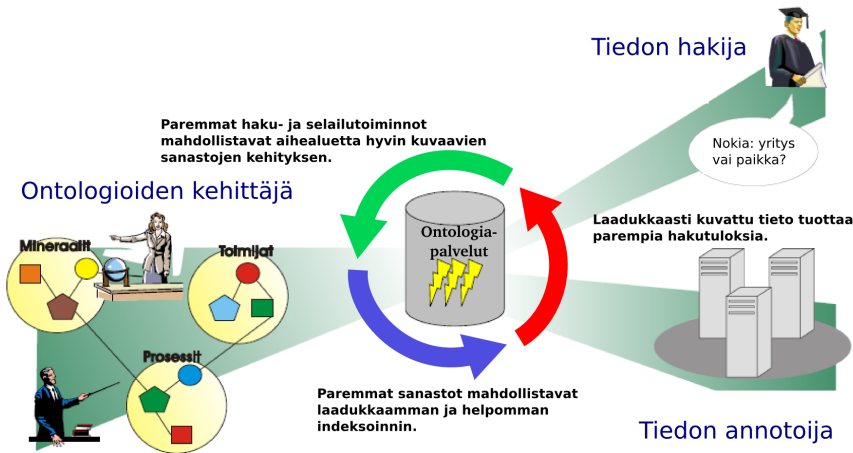 Tiedon hakija
Nokia: yritys
vai paikka?
Paremmat haku- ja selailutoiminnot
mahdollistavat aihealuetta hyvin kuvaavien
sanastojen kehityksen.
Ontologioiden kehittäjä
Mineraalit
Toimijat
Prosessit
Ontologia-
palvelut
Laadukkaasti kuvattu tieto tuottaa
parempia hakutuloksia.
Paremmat sanastot mahdollistavat
laadukkaamman ja helpomman
indeksoinnin.
Tiedon annotoija